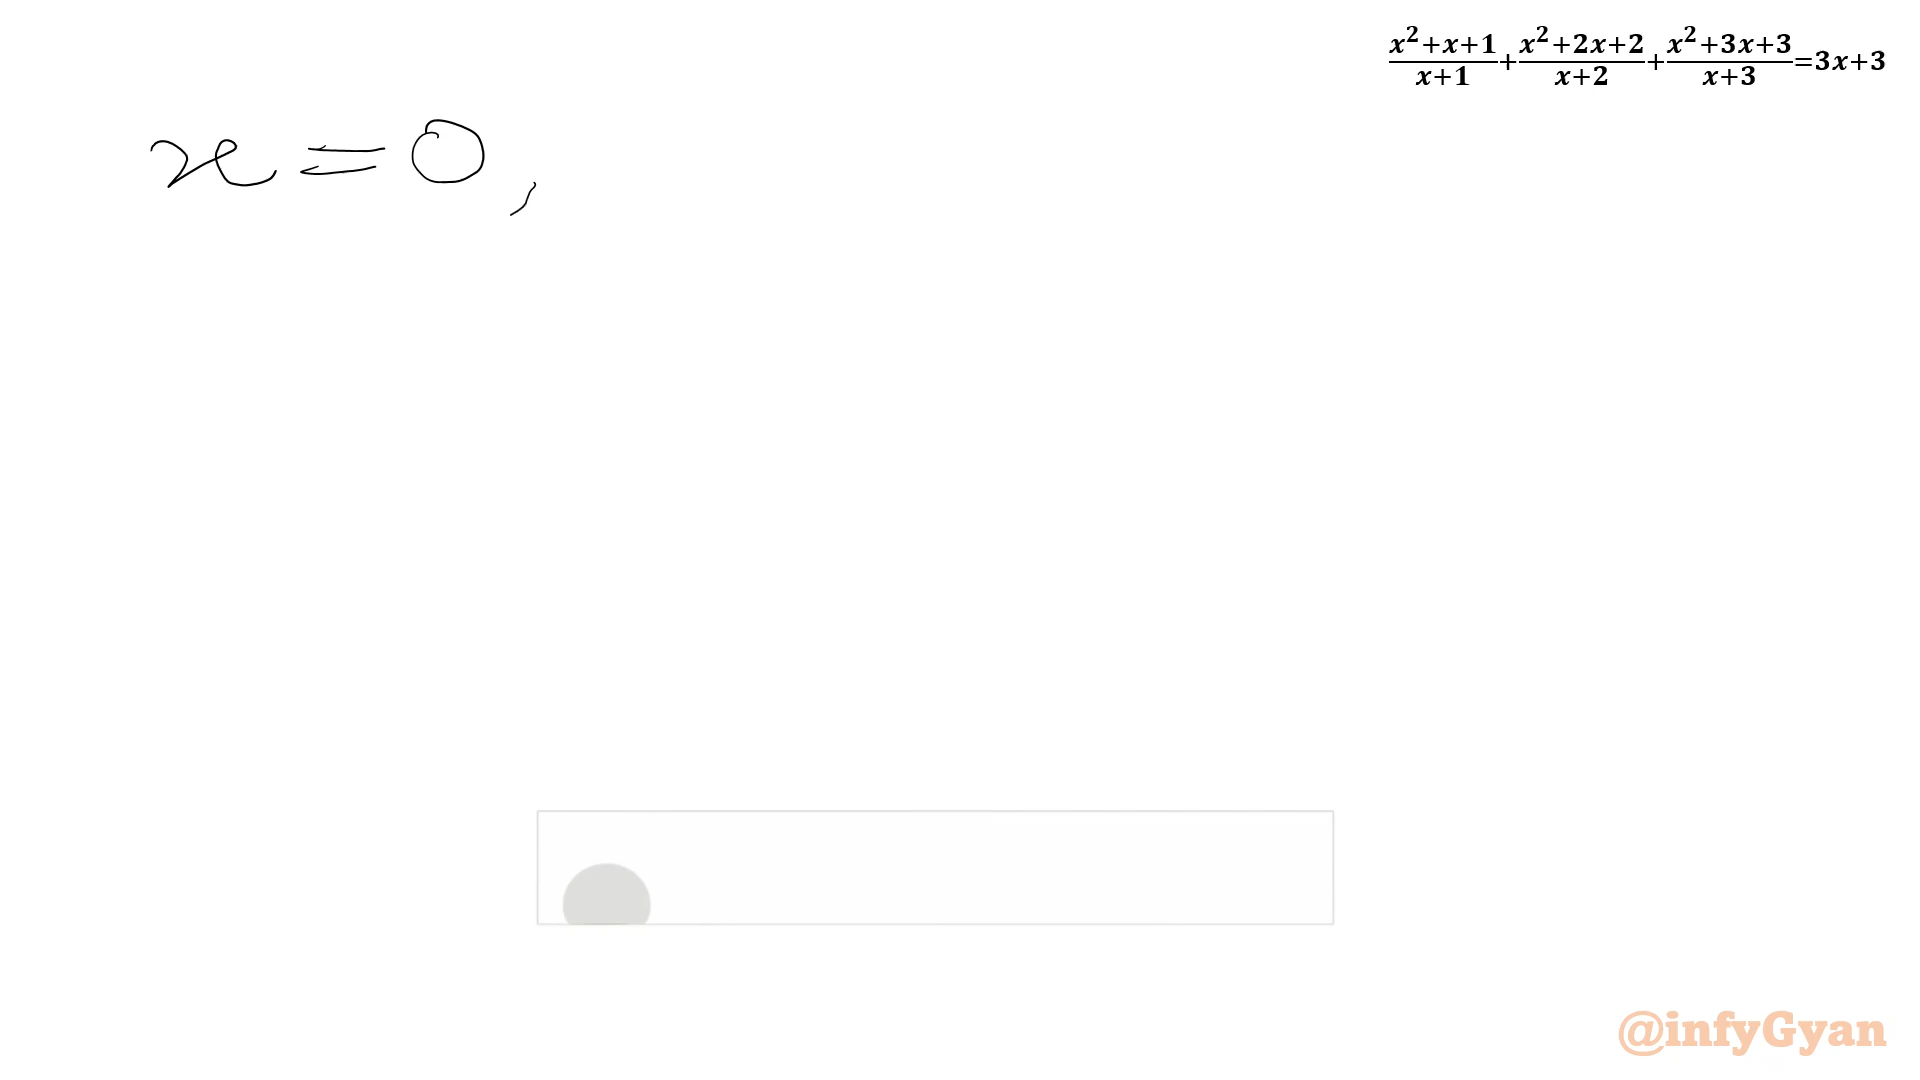 x²+x+1/x+1 + x²+2x+2/x+2 + x²+3x+3/x+3 =3x+3
x = 0,
@infyGyan